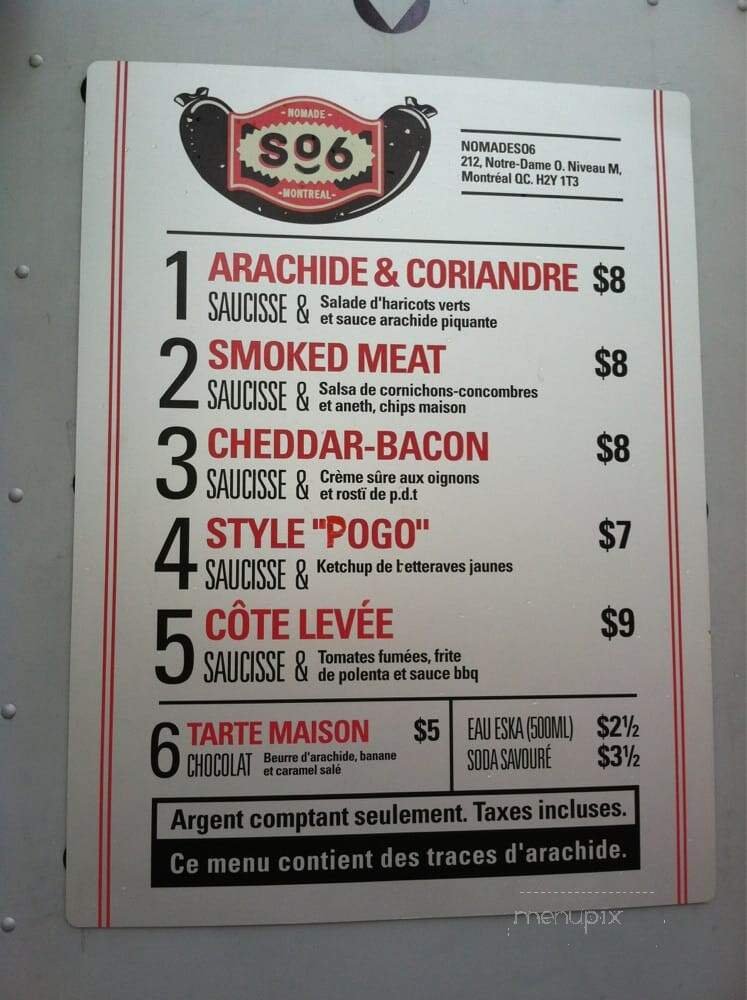 - NOMADE -
So6
- MONTREAL -
NOMADESO6
212, Notre-Dame O. Niveau M,
Montréal QC. H2Y 1T3
1 ARACHIDE & CORIANDRE $8
SAUCISSE & Salade d'haricots verts
et sauce arachide piquante
2 SMOKED MEAT $8
SAUCISSE & Salsa de cornichons-concombres
et aneth, chips maison
3 CHEDDAR-BACON $8
SAUCISSE & Crème sûre aux oignons
et rostï de p.d.t
4 STYLE "POGO" $7
SAUCISSE & Ketchup de betteraves jaunes
5 CÔTE LEVÉE $9
SAUCISSE & Tomates fumées, frite
de polenta et sauce bbq
6 TARTE MAISON $5
CHOCOLAT Beurre d'arachide, banane
et caramel salé
EAU ESKA (500ML) $2½
SODA SAVOURÉ $3½
Argent comptant seulement. Taxes incluses.
Ce menu contient des traces d'arachide.
menupix